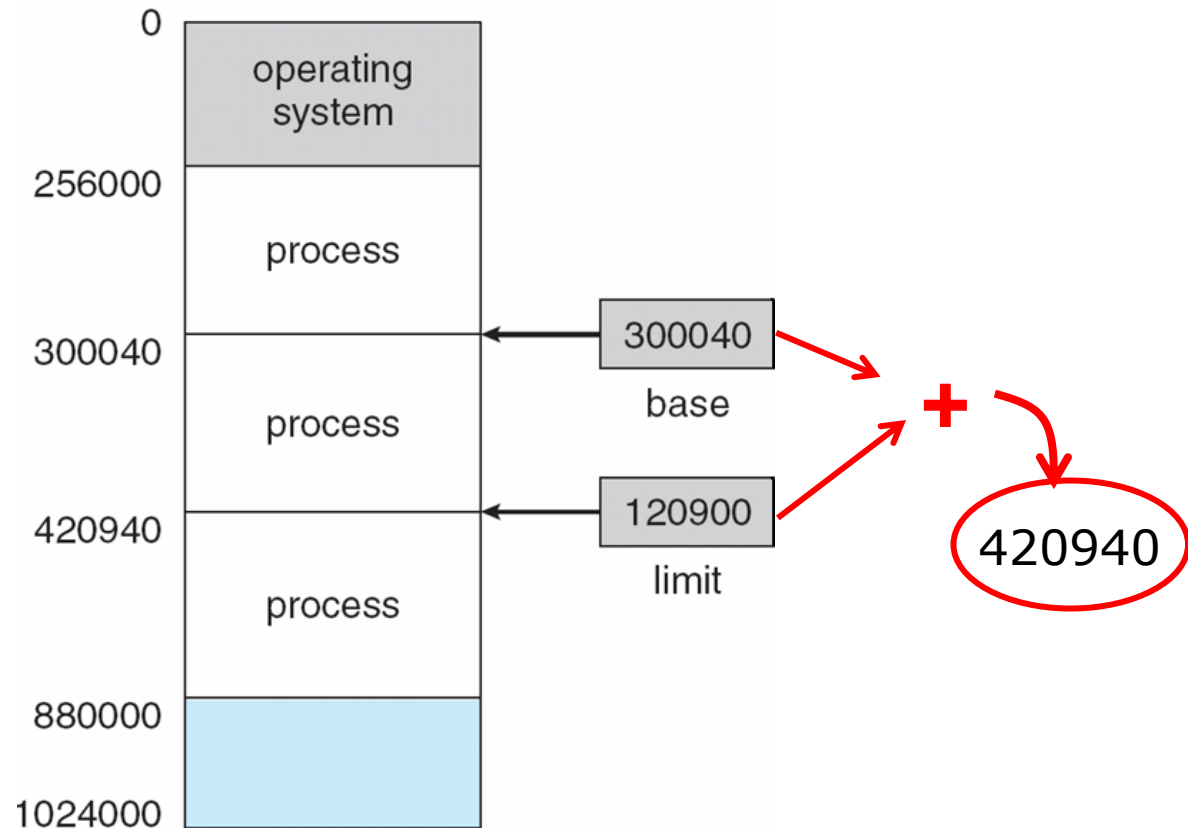 0
operating
system
256000
process
300040
300040
base
+
process
420940
120900
limit
420940
process
880000
1024000